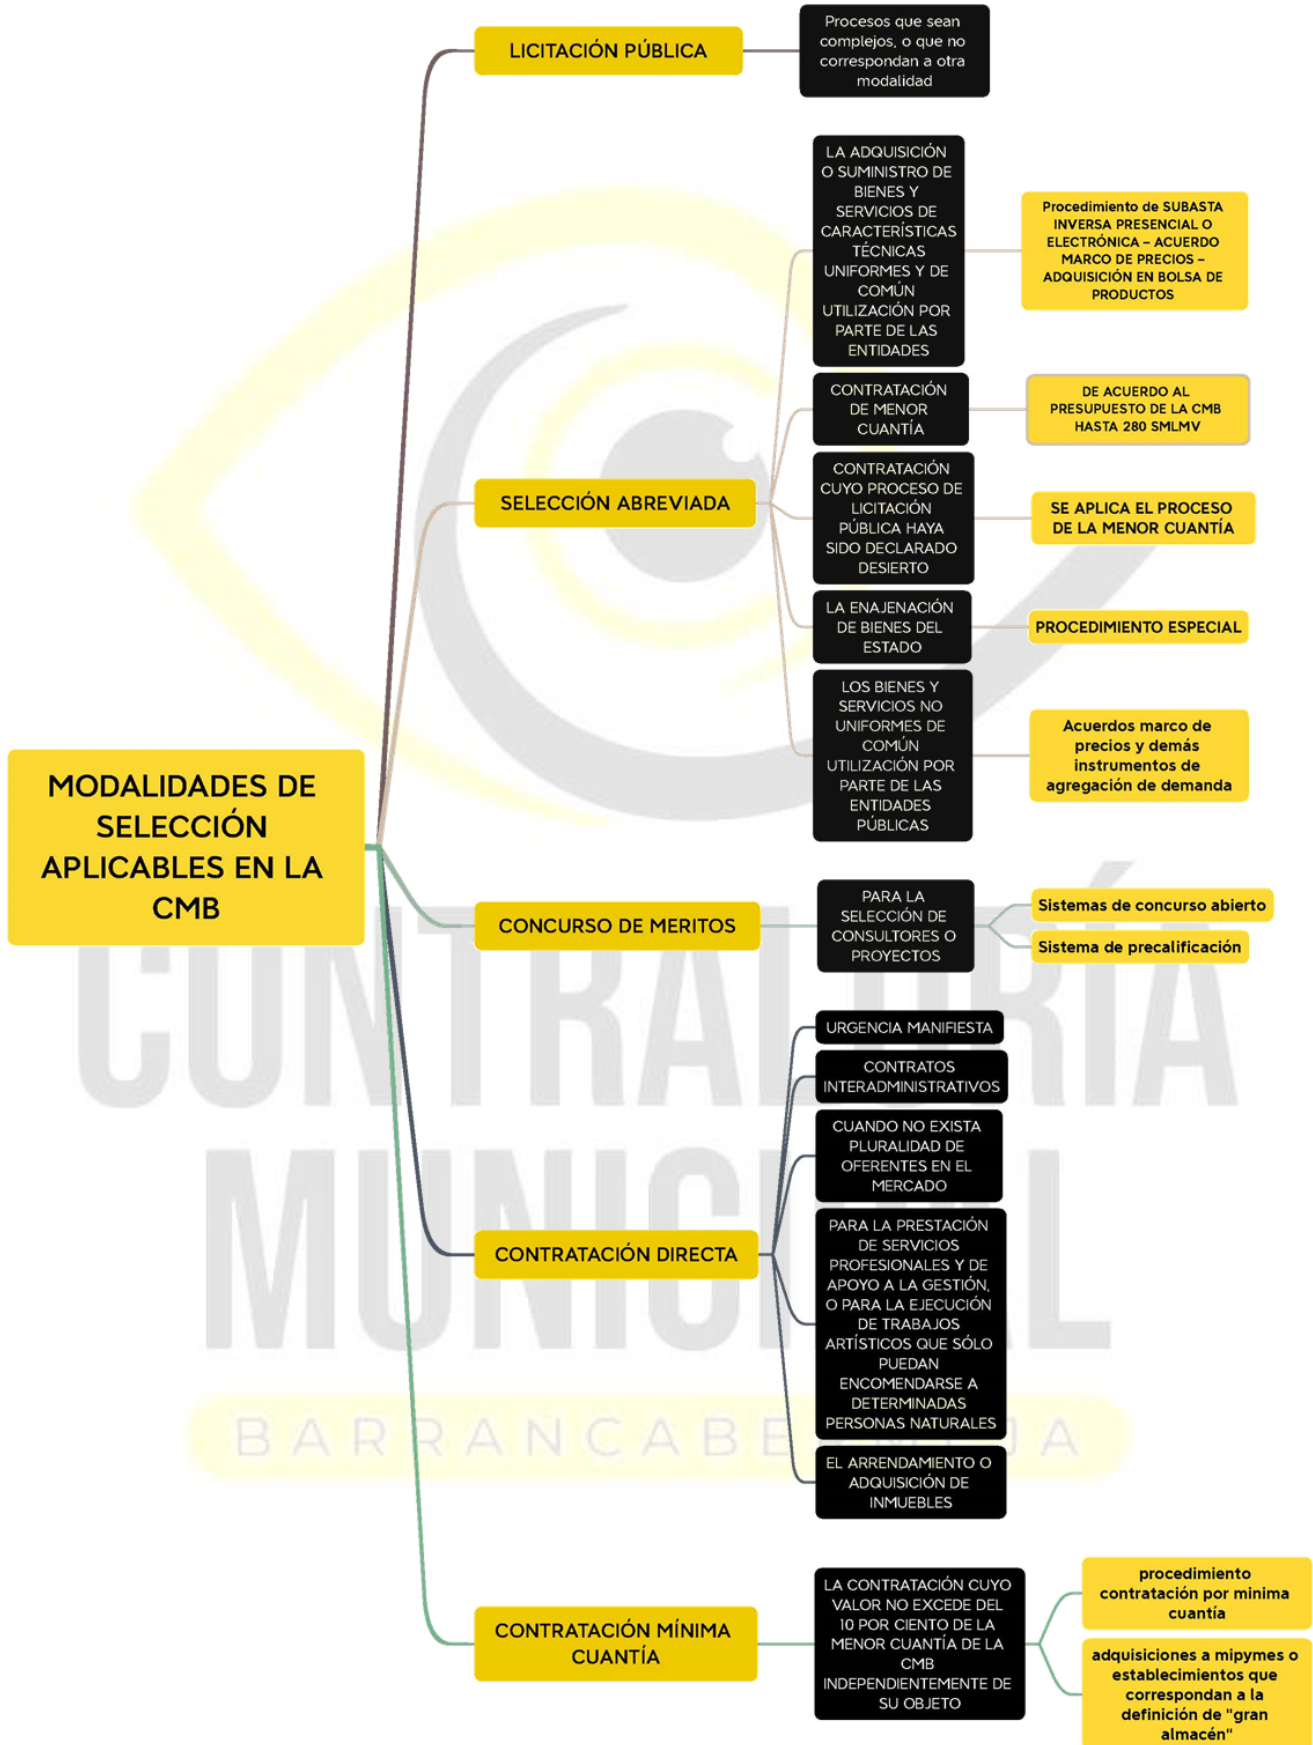 LICITACIÓN PÚBLICA
Procesos que sean
complejos, o que no
correspondan a otra
modalidad
LA ADQUISICIÓN
O SUMINISTRO DE
BIENES Y
SERVICIOS DE
CARACTERÍSTICAS
TÉCNICAS
UNIFORMES Y DE
COMÚN
UTILIZACIÓN POR
PARTE DE LAS
ENTIDADES
Procedimiento de SUBASTA
INVERSA PRESENCIAL O
ELECTRÓNICA – ACUERDO
MARCO DE PRECIOS –
ADQUISICIÓN EN BOLSA DE
PRODUCTOS
CONTRATACIÓN
DE MENOR
CUANTÍA
DE ACUERDO AL
PRESUPUESTO DE LA CMB
HASTA 280 SMLMV
SELECCIÓN ABREVIADA
CONTRATACIÓN
CUYO PROCESO DE
LICITACIÓN
PÚBLICA HAYA
SIDO DECLARADO
DESIERTO
SE APLICA EL PROCESO
DE LA MENOR CUANTÍA
LA ENAJENACIÓN
DE BIENES DEL
ESTADO
PROCEDIMIENTO ESPECIAL
LOS BIENES Y
SERVICIOS NO
UNIFORMES DE
COMÚN
UTILIZACIÓN POR
PARTE DE LAS
ENTIDADES
PÚBLICAS
Acuerdos marco de
precios y demás
instrumentos de
agregación de demanda
MODALIDADES DE
SELECCIÓN
APLICABLES EN LA
CMB
CONCURSO DE MERITOS
PARA LA
SELECCIÓN DE
CONSULTORES O
PROYECTOS
Sistemas de concurso abierto
Sistema de precalificación
CONTRALORÍA
MUNICIPAL
BARRANCABERMEJA
CONTRATACIÓN DIRECTA
URGENCIA MANIFIESTA
CONTRATOS
INTERADMINISTRATIVOS
CUANDO NO EXISTA
PLURALIDAD DE
OFERENTES EN EL
MERCADO
PARA LA PRESTACIÓN
DE SERVICIOS
PROFESIONALES Y DE
APOYO A LA GESTIÓN,
O PARA LA EJECUCIÓN
DE TRABAJOS
ARTÍSTICOS QUE SÓLO
PUEDAN
ENCOMENDARSE A
DETERMINADAS
PERSONAS NATURALES
EL ARRENDAMIENTO O
ADQUISICIÓN DE
INMUEBLES
CONTRATACIÓN MÍNIMA
CUANTÍA
LA CONTRATACIÓN CUYO
VALOR NO EXCEDE DEL
10 POR CIENTO DE LA
MENOR CUANTÍA DE LA
CMB
INDEPENDIENTEMENTE DE
SU OBJETO
procedimiento
contratación por minima
cuantía
adquisiciones a mipymes o
establecimientos que
correspondan a la
definición de "gran
almacén"